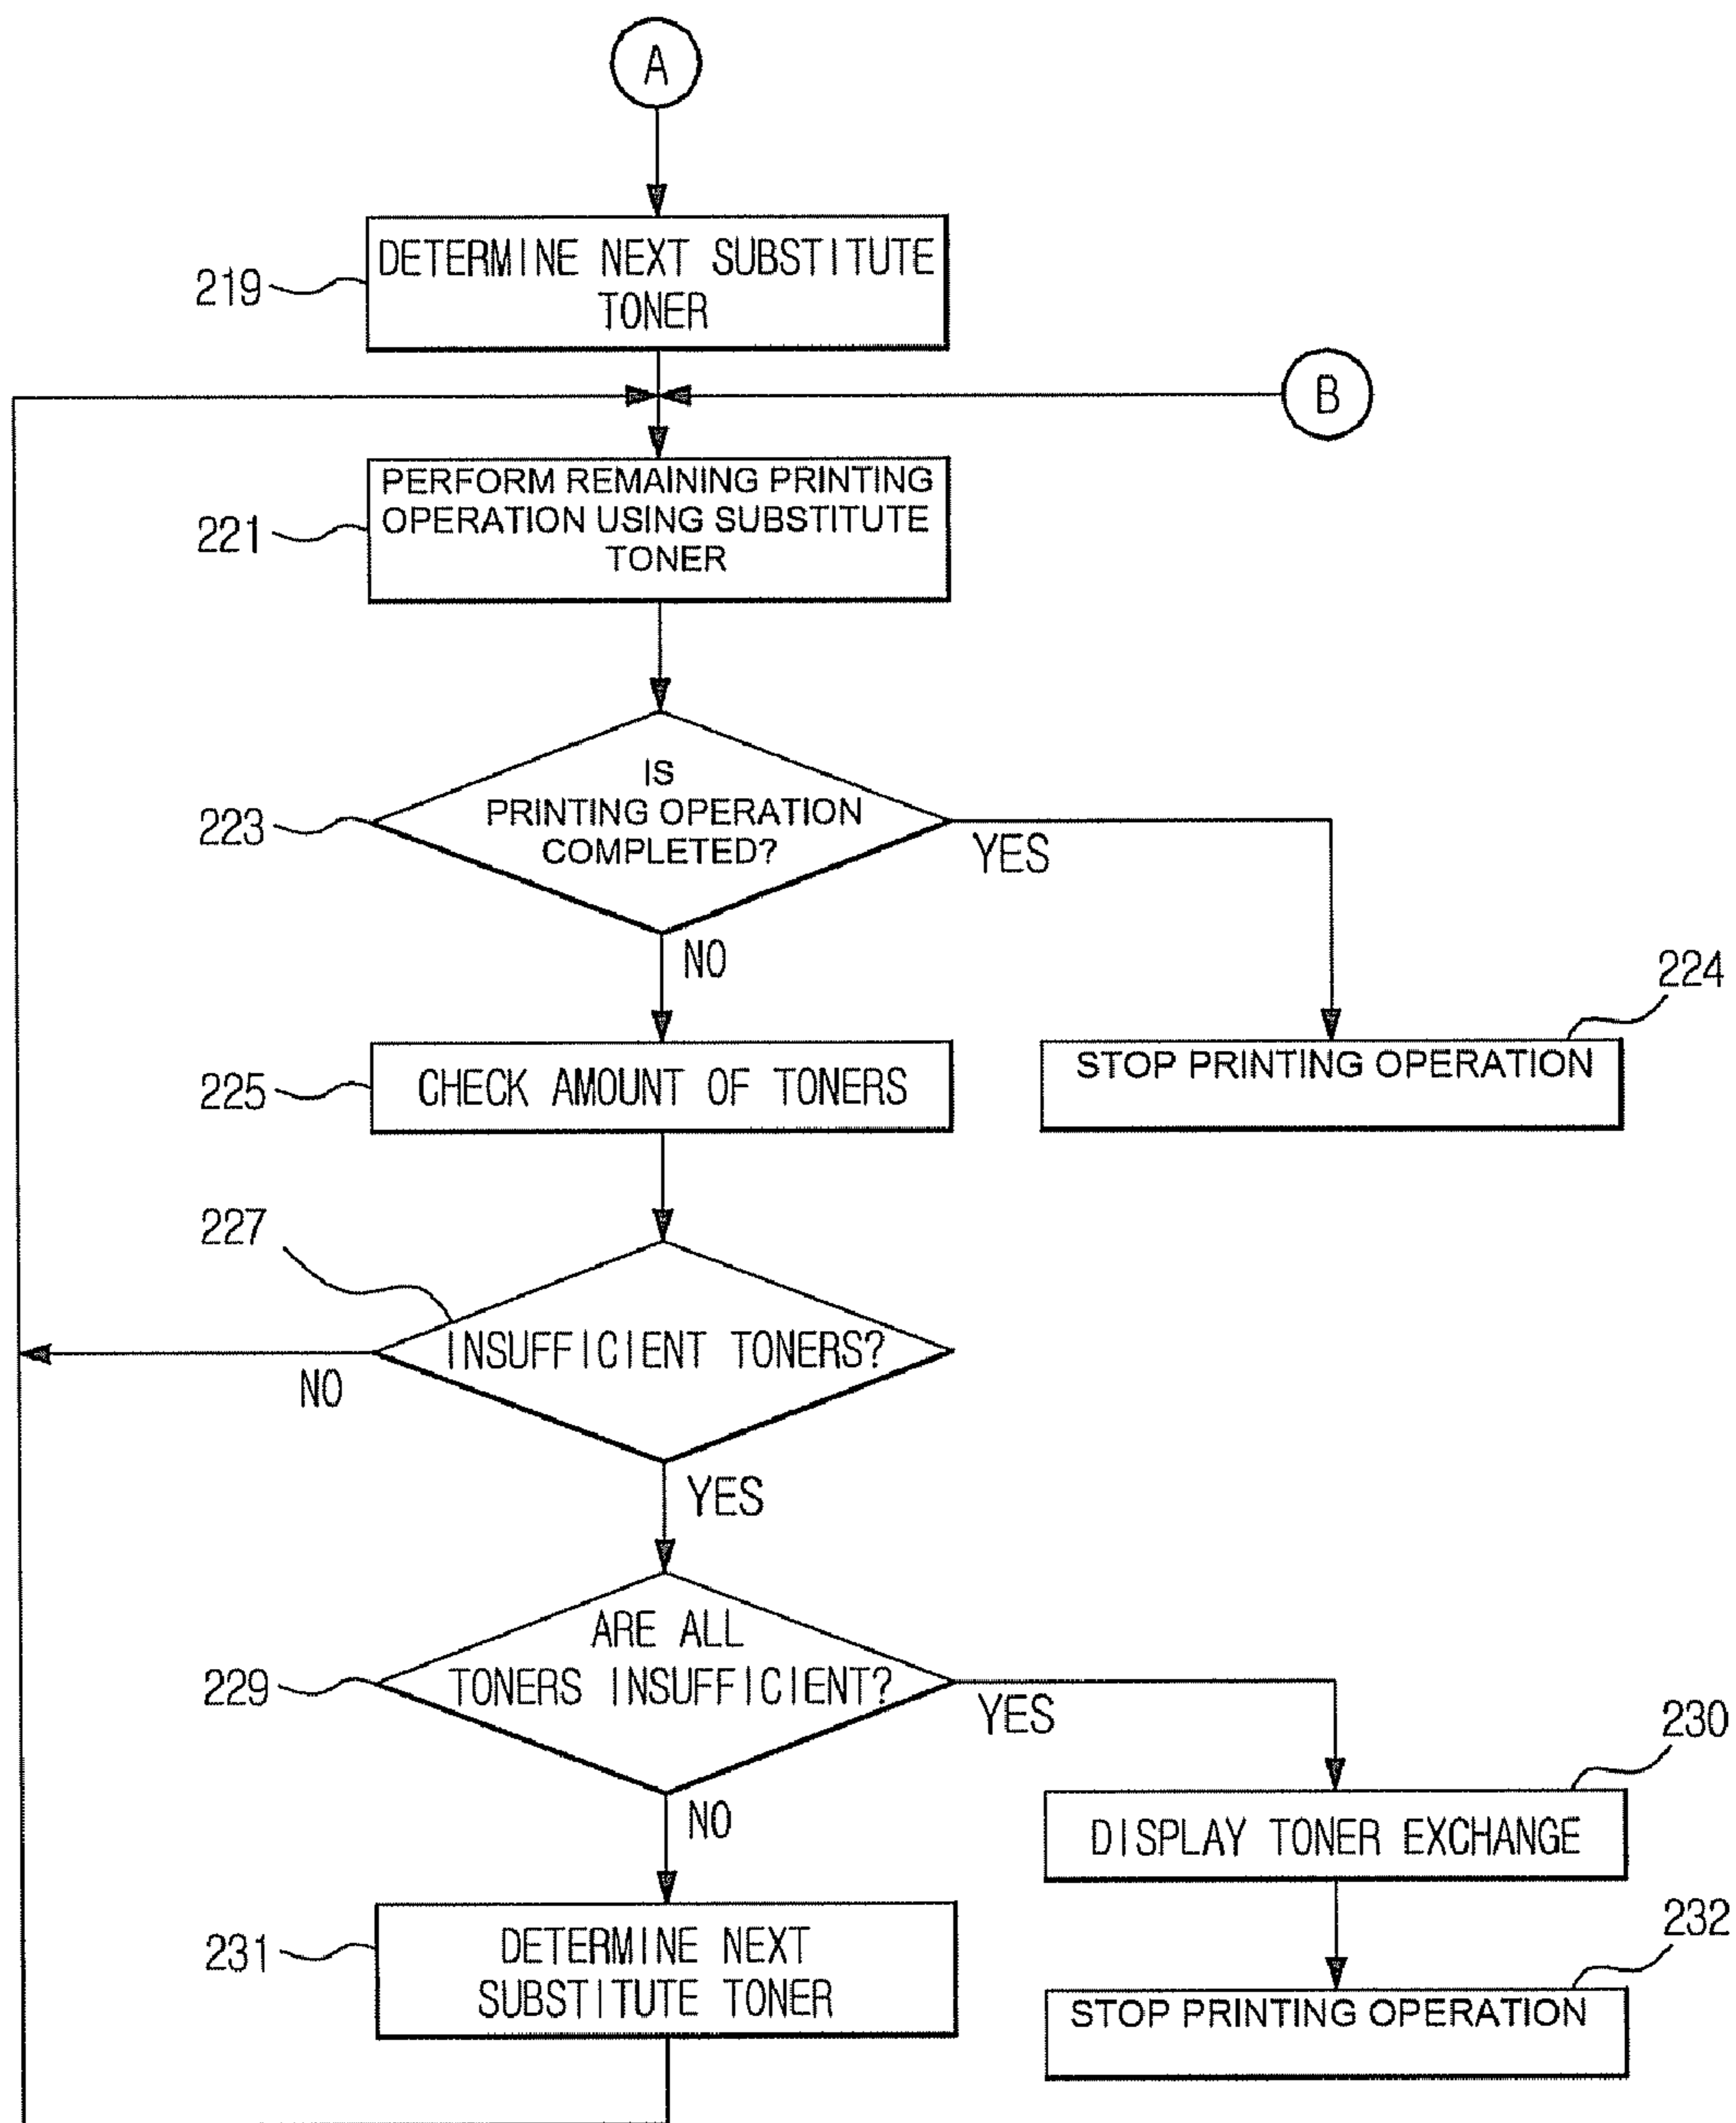 A
219
DETERMINE NEXT SUBSTITUTE
TONER
B
221
PERFORM REMAINING PRINTING
OPERATION USING SUBSTITUTE
TONER
223
IS
PRINTING OPERATION
COMPLETED?
YES
NO
224
STOP PRINTING OPERATION
225
CHECK AMOUNT OF TONERS
227
INSUFFICIENT TONERS?
NO
YES
229
ARE ALL
TONERS INSUFFICIENT?
YES
NO
230
DISPLAY TONER EXCHANGE
231
DETERMINE NEXT
SUBSTITUTE TONER
232
STOP PRINTING OPERATION